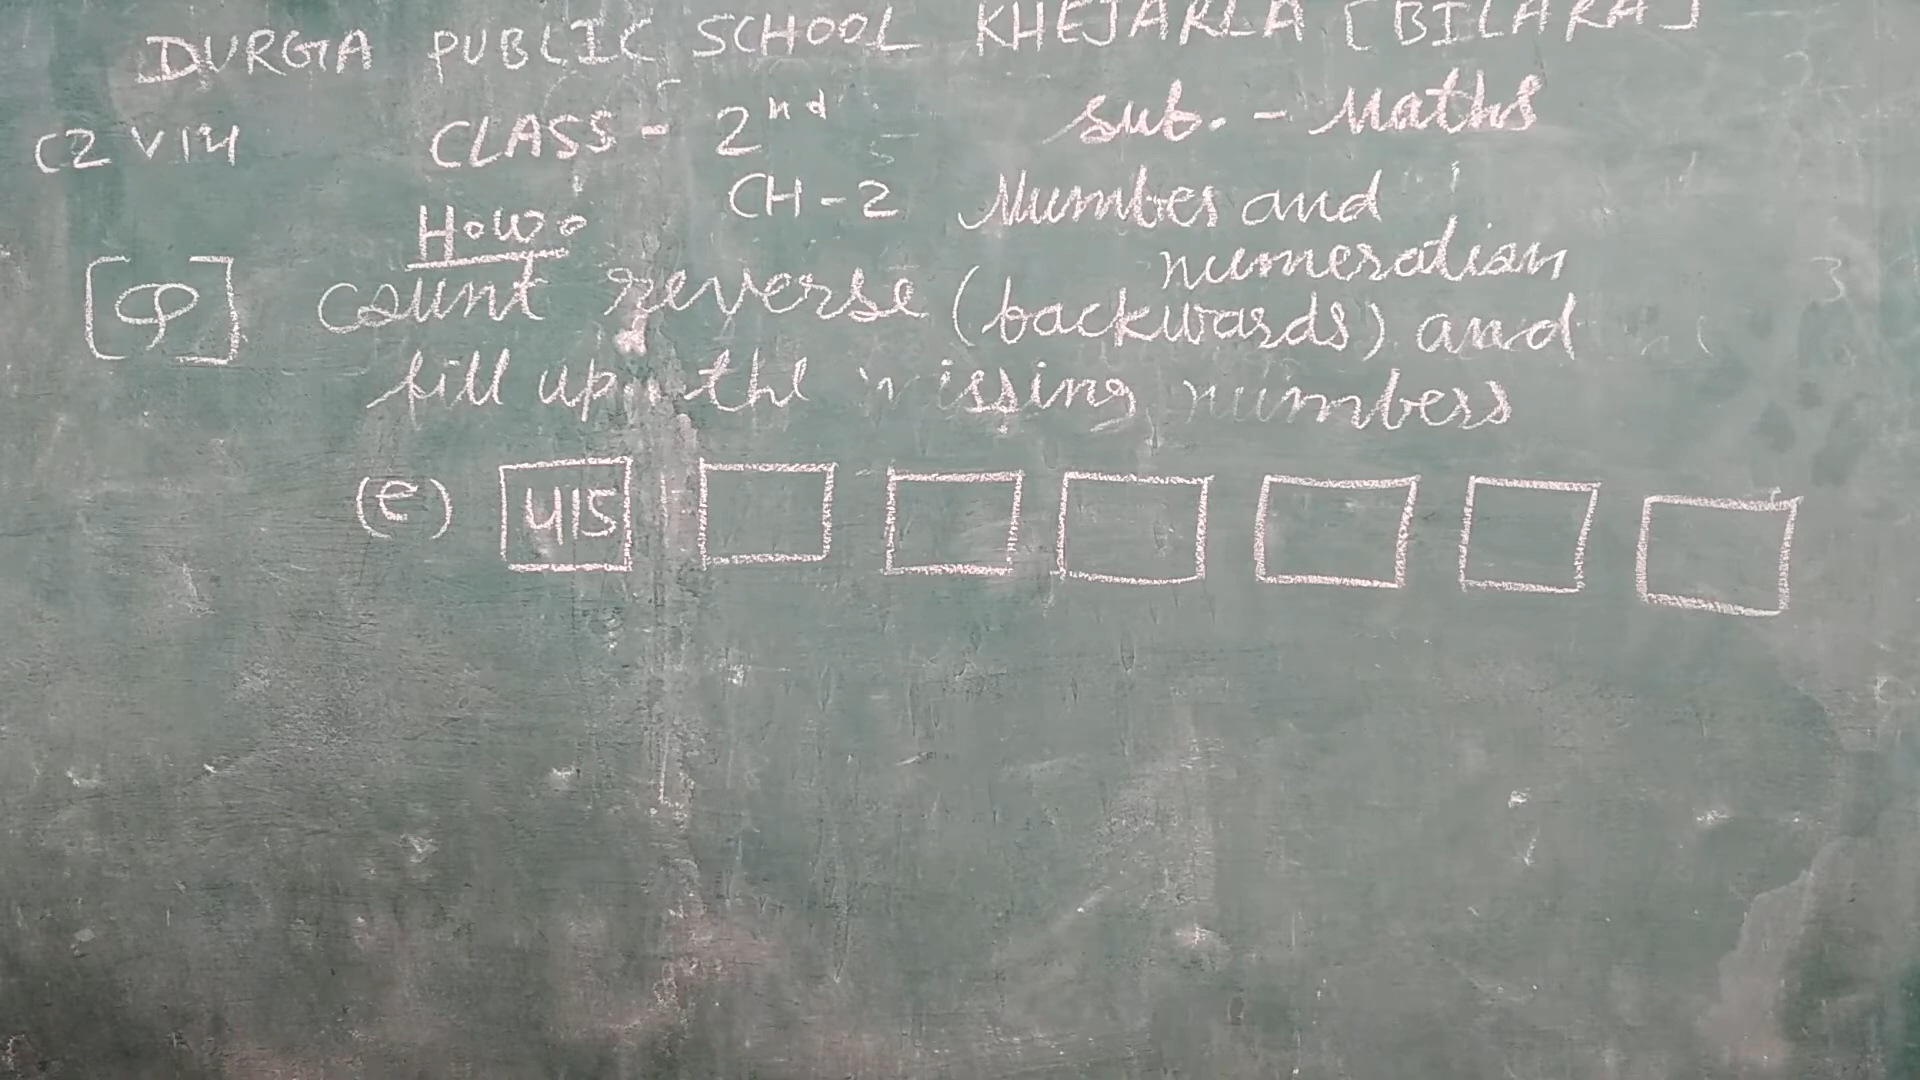 DURGA PUBLIC SCHOOL KHEJARLA [BILARA]
C2 V14 CLASS - 2nd Sub. - Maths
CH-2 Number and
numeration
H.W.
[Q] Count reverse (backwards) and
fill up the missing numbers
(e) 415